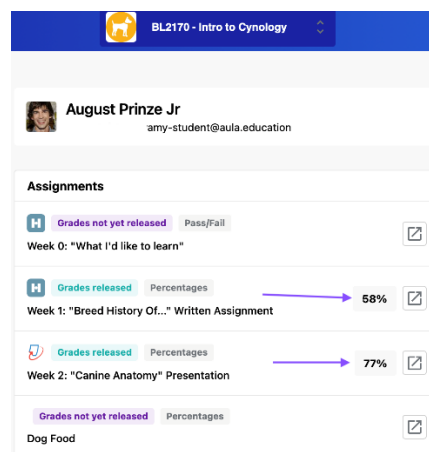 BL2170 - Intro to Cynology
August Prinze Jr
amy-student@aula.education
Assignments
H Grades not yet released Pass/Fail
Week 0: "What I'd like to learn"
H Grades released Percentages
58%
Week 1: "Breed History Of..." Written Assignment
Grades released Percentages
77%
Week 2: "Canine Anatomy" Presentation
Grades not yet released Percentages
Dog Food